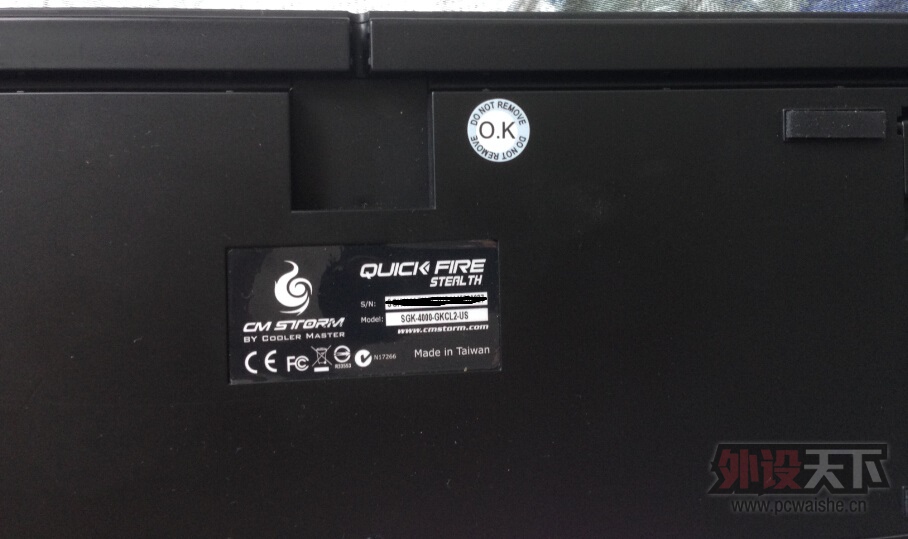 DO NOT REMOVE
O.K
DO NOT REMOVE
QUICK FIRE
STEALTH
S/N:
Model: SGK-4000-GKCL2-US
www.cmstorm.com
CM STORM
BY COOLER MASTER
CE FC N17266
Made in Taiwan
外设天下
www.pcwaishe.cn